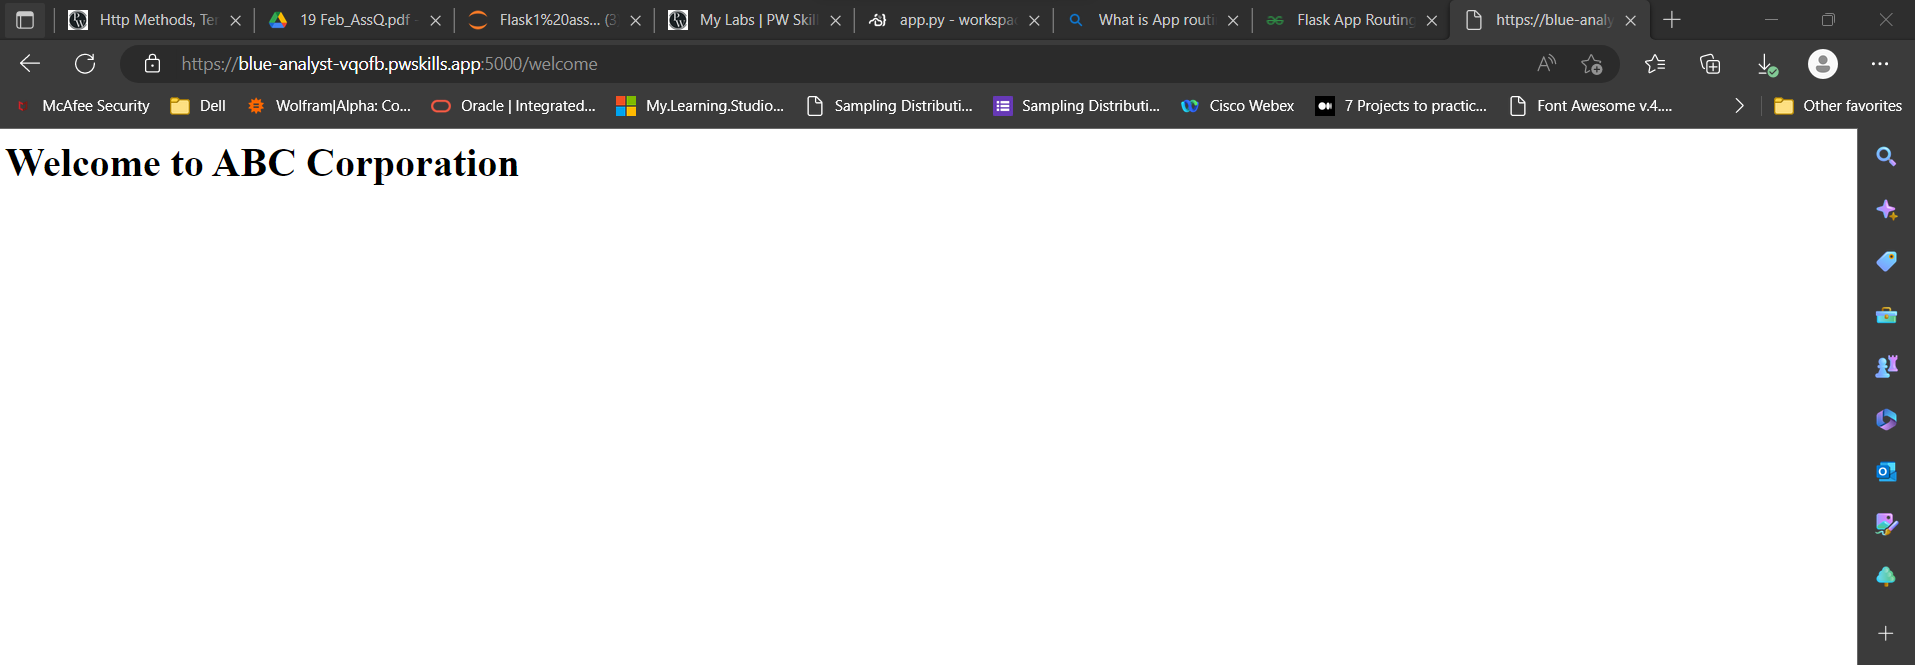 Http Methods, Te
19 Feb_AssQ.pdf -
Flask1%20ass... (3
My Labs | PW Skil
app.py - workspa
What is App routi
Flask App Routing
https://blue-analy
https://blue-analyst-vqofb.pwskills.app:5000/welcome
McAfee Security
Dell
Wolfram|Alpha: Co...
Oracle | Integrated...
My.Learning.Studio...
Sampling Distributi...
Sampling Distributi...
Cisco Webex
7 Projects to practic...
Font Awesome v.4....
Other favorites
Welcome to ABC Corporation